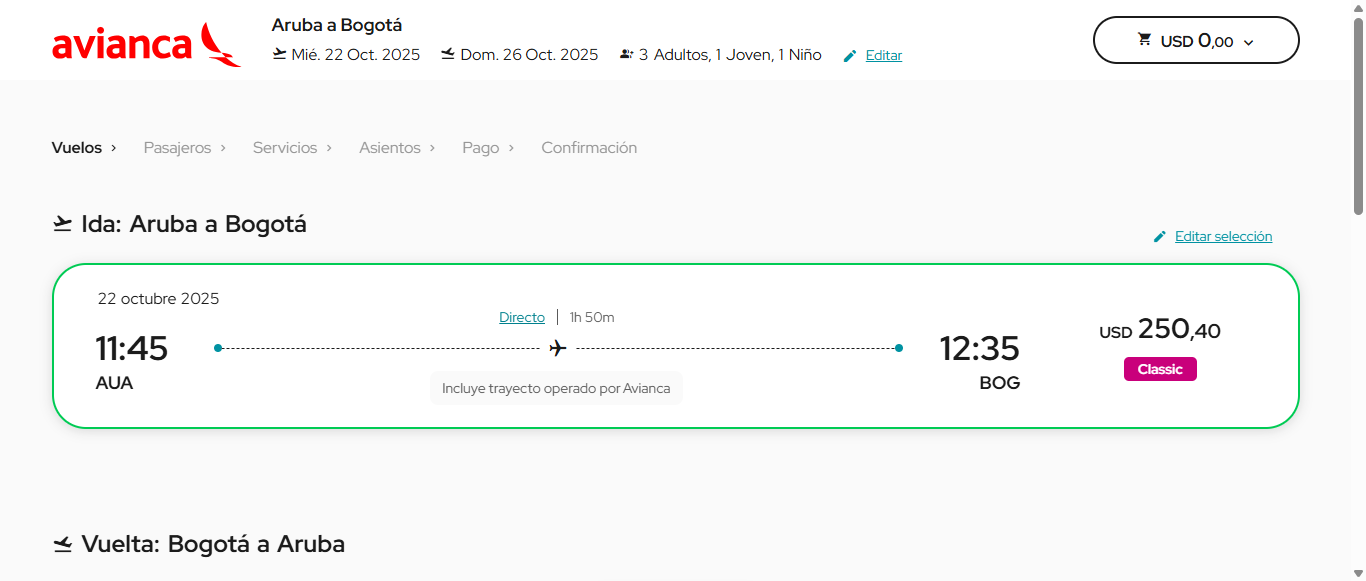 avianca
Aruba a Bogotá
Mié. 22 Oct. 2025 Dom. 26 Oct. 2025 3 Adultos, 1 Joven, 1 Niño Editar
USD 0,00
Vuelos › Pasajeros › Servicios › Asientos › Pago › Confirmación
Ida: Aruba a Bogotá
Editar selección
22 octubre 2025
Directo | 1h 50m
11:45 12:35
AUA BOG
Incluye trayecto operado por Avianca
USD 250,40
Classic
Vuelta: Bogotá a Aruba